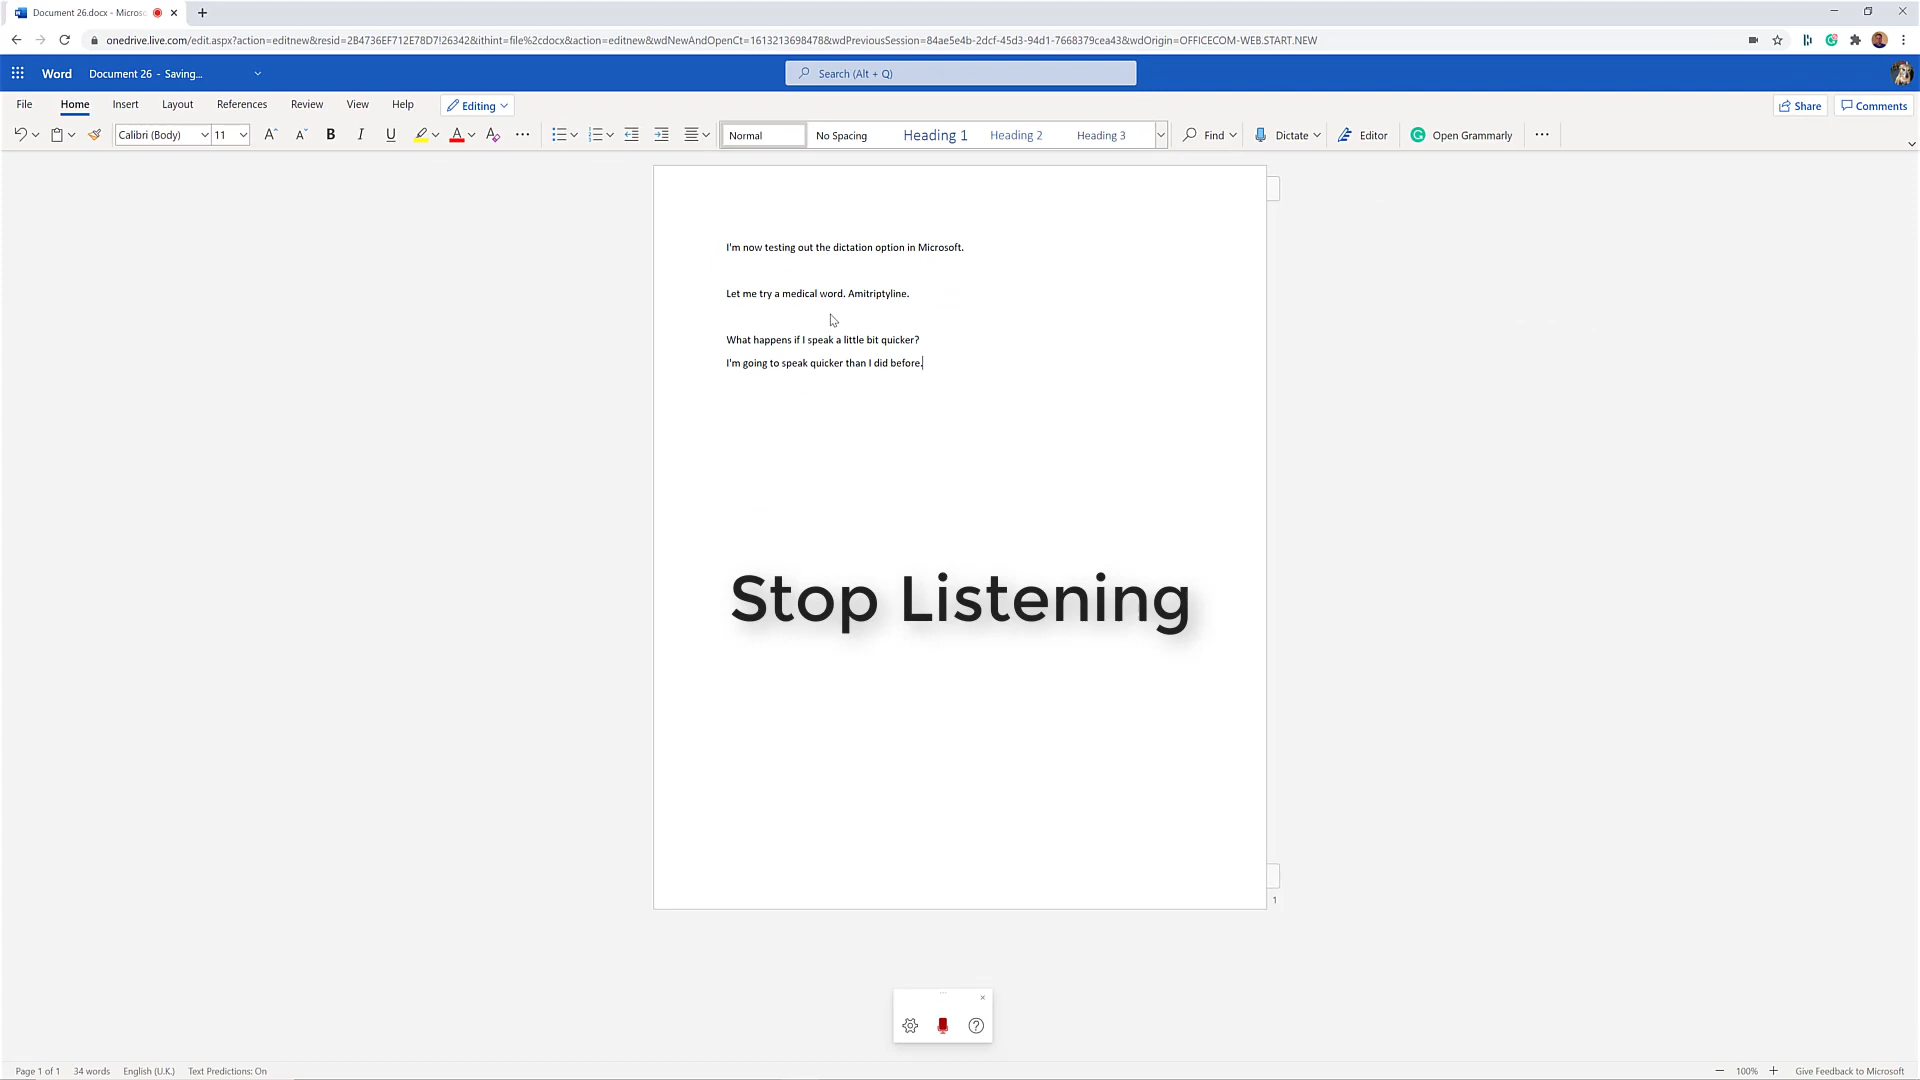 Document 26.docx - Microso
onedrive.live.com/edit.aspx?action=editnew&resid=2B4736EF712E78D7!26342&ithint=file%2cdocx&action=editnew&wdNewAndOpenCt=1613213698478&wdPreviousSession=84ae5e4b-2dcf-45d3-94d1-7668379cea43&wdOrigin=OFFICECOM-WEB.START.NEW
Word Document 26 - Saving... Search (Alt + Q)
File Home Insert Layout References Review View Help Editing Share Comments
Calibri (Body) 11 B I U A Normal No Spacing Heading 1 Heading 2 Heading 3 Find Dictate Editor Open Grammarly
I'm now testing out the dictation option in Microsoft.
Let me try a medical word. Amitriptyline.
What happens if I speak a little bit quicker?
I'm going to speak quicker than I did before.
Stop Listening
1
Page 1 of 1 34 words English (U.K.) Text Predictions: On 100% Give Feedback to Microsoft